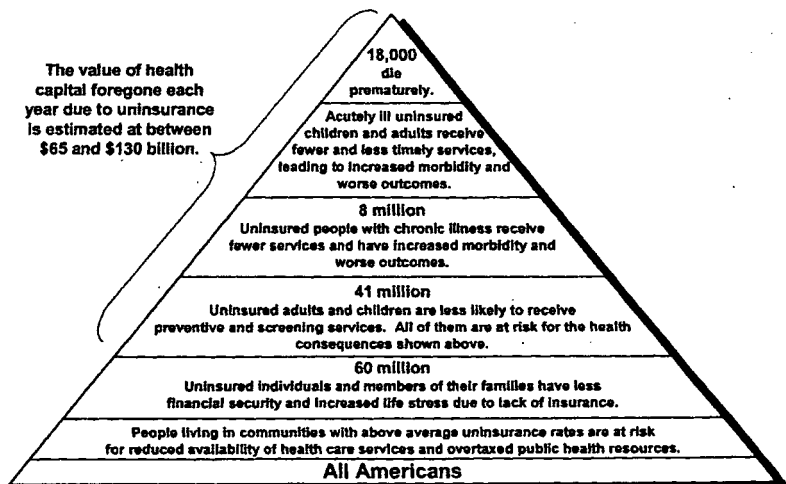 The value of health
capital foregone each
year due to uninsurance
is estimated at between
$65 and $130 billion.
18,000
die
prematurely.
Acutely ill uninsured
children and adults receive
fewer and less timely services,
leading to increased morbidity and
worse outcomes.
8 million
Uninsured people with chronic illness receive
fewer services and have increased morbidity and
worse outcomes.
41 million
Uninsured adults and children are less likely to receive
preventive and screening services. All of them are at risk for the health
consequences shown above.
60 million
Uninsured individuals and members of their families have less
financial security and increased life stress due to lack of insurance.
People living in communities with above average uninsurance rates are at risk
for reduced availability of health care services and overtaxed public health resources.
All Americans